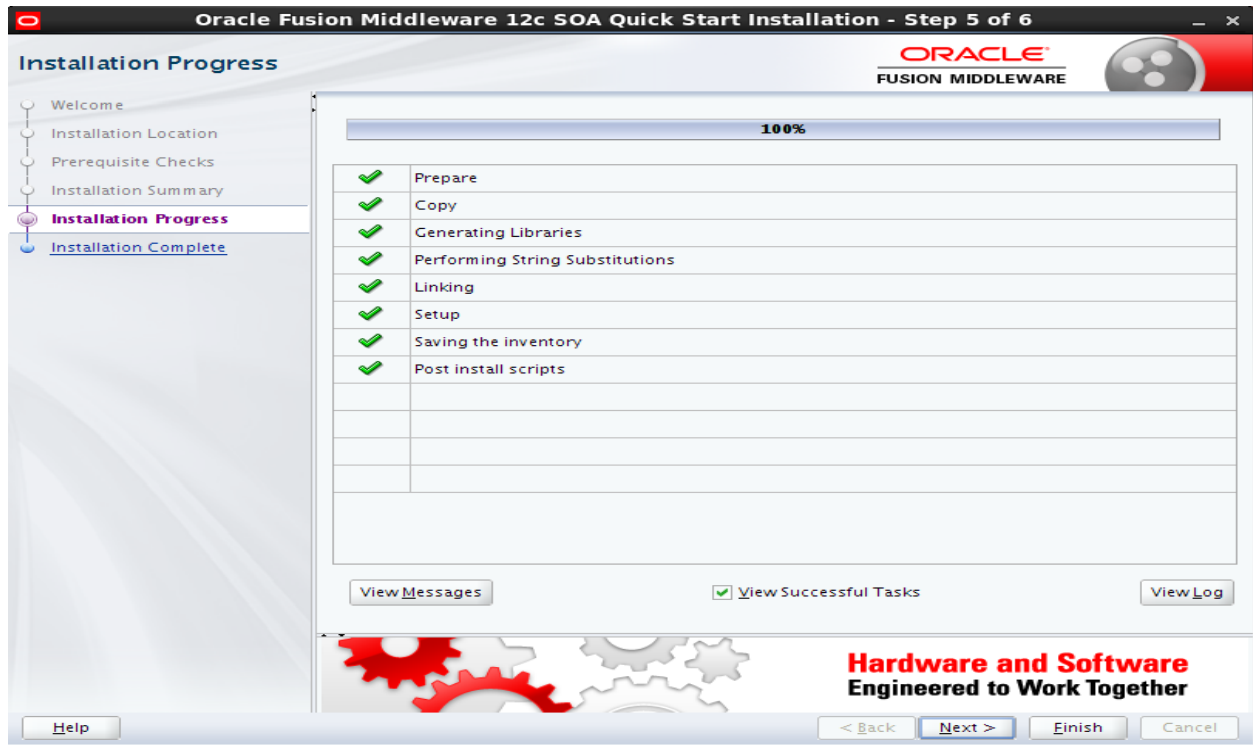 Oracle Fusion Middleware 12c SOA Quick Start Installation - Step 5 of 6
Installation Progress
ORACLE
FUSION MIDDLEWARE
Welcome
Installation Location
Prerequisite Checks
Installation Summary
Installation Progress
Installation Complete
100%
Prepare
Copy
Generating Libraries
Performing String Substitutions
Linking
Setup
Saving the inventory
Post install scripts
View Messages
View Successful Tasks
View Log
Hardware and Software
Engineered to Work Together
Help
< Back
Next >
Finish
Cancel